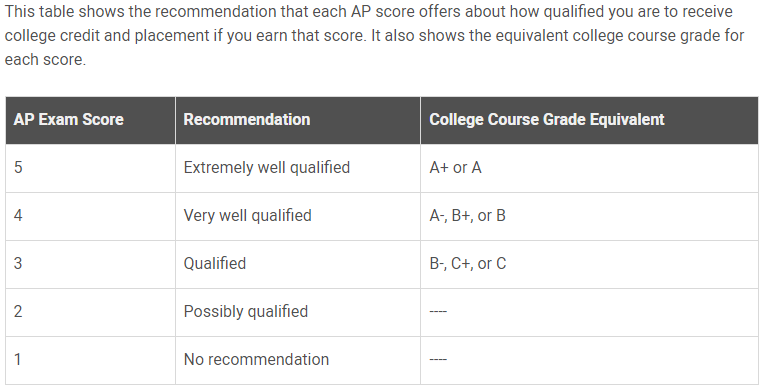 This table shows the recommendation that each AP score offers about how qualified you are to receive
college credit and placement if you earn that score. It also shows the equivalent college course grade for
each score.
AP Exam Score Recommendation College Course Grade Equivalent
5 Extremely well qualified A+ or A
4 Very well qualified A-, B+, or B
3 Qualified B-, C+, or C
2 Possibly qualified ----
1 No recommendation ----